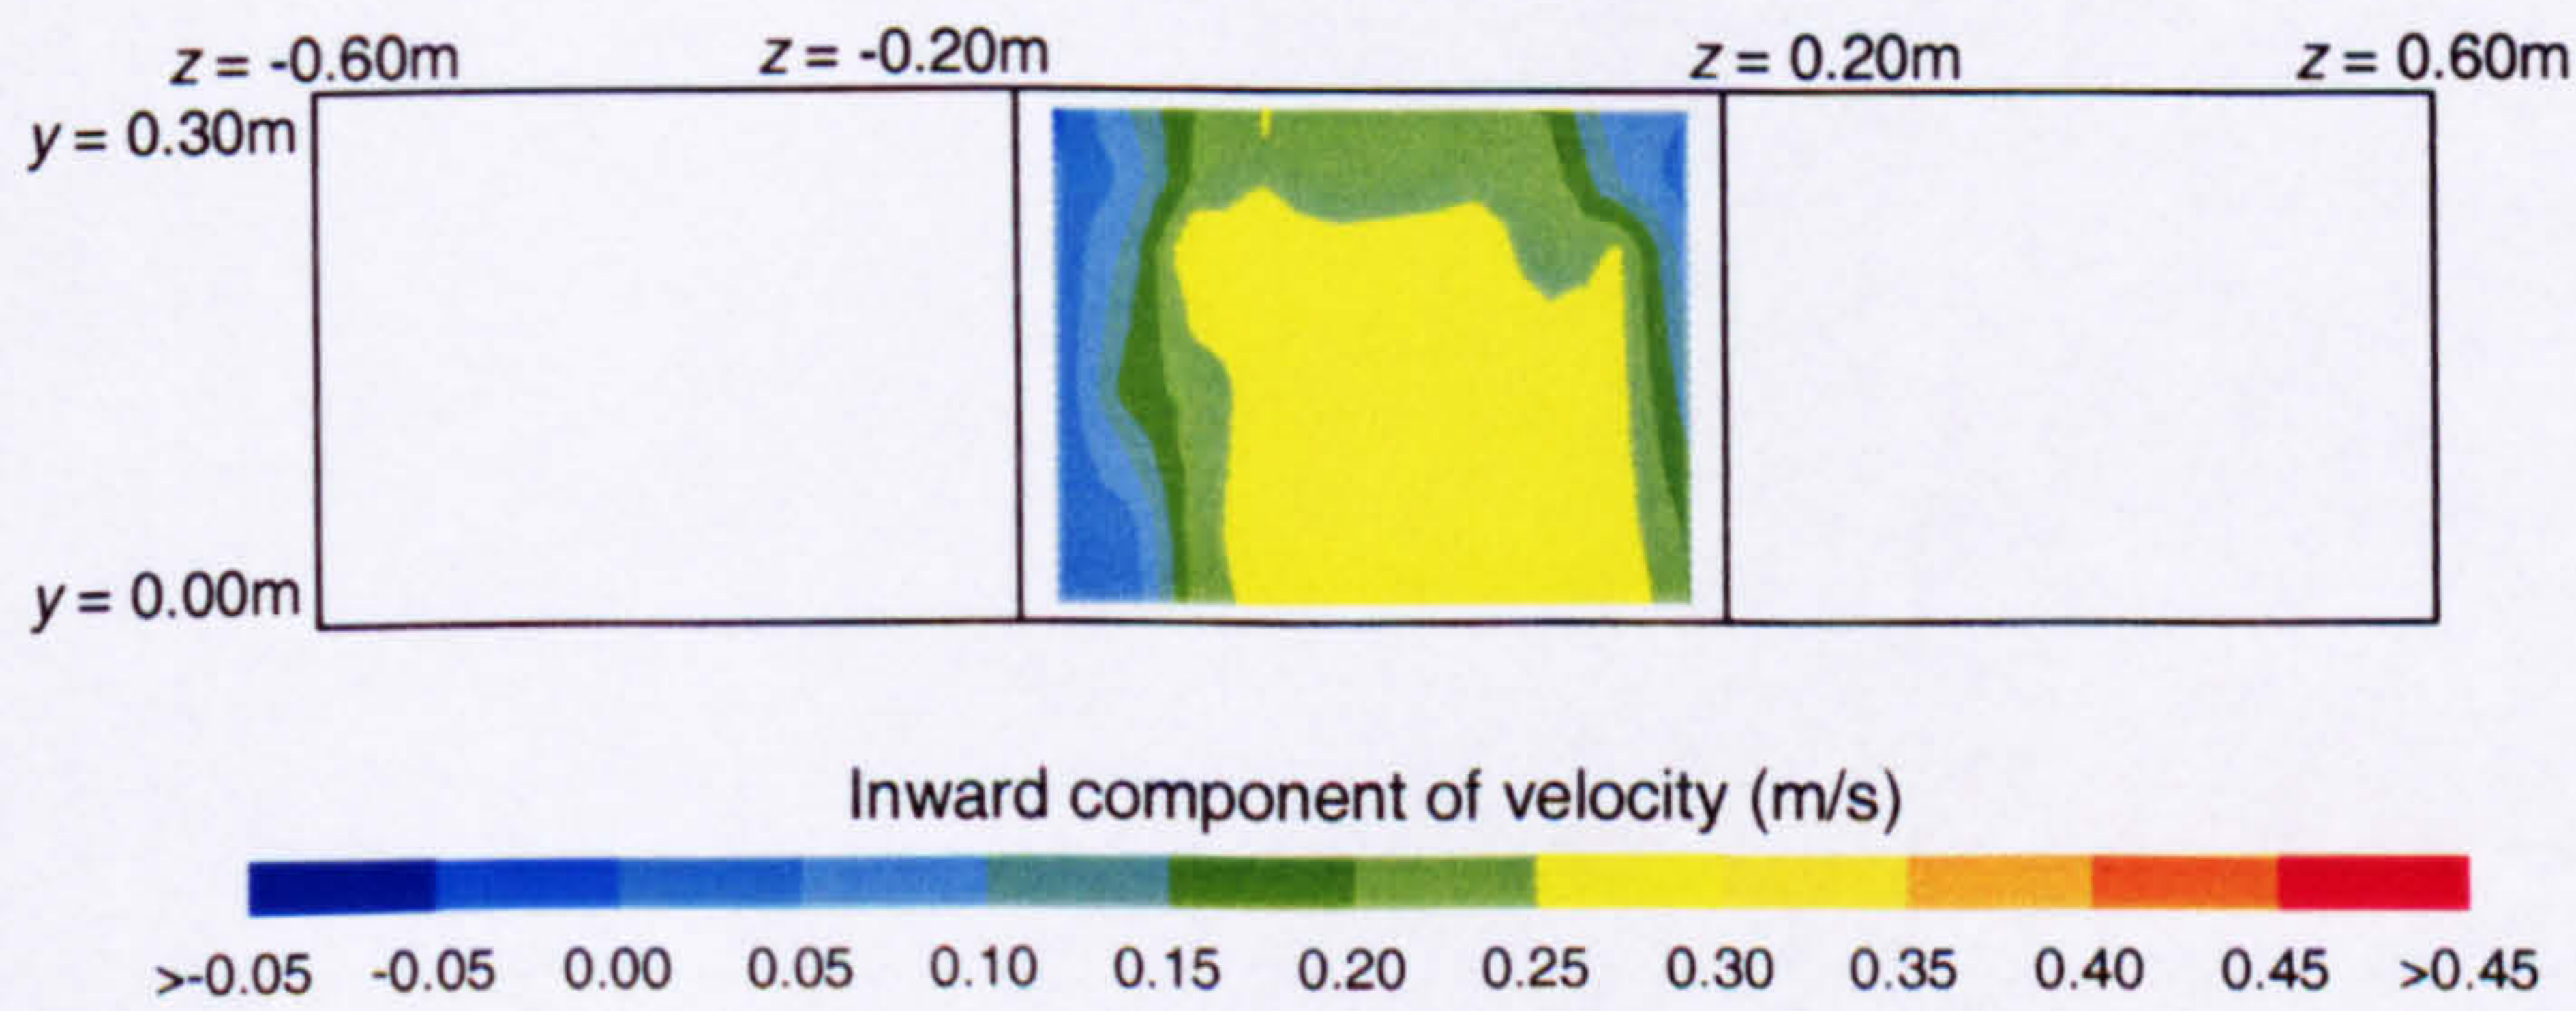 z = -0.60m z = -0.20m z = 0.20m z = 0.60m
y = 0.30m
y = 0.00m
Inward component of velocity (m/s)
>-0.05 -0.05 0.00 0.05 0.10 0.15 0.20 0.25 0.30 0.35 0.40 0.45 >0.45